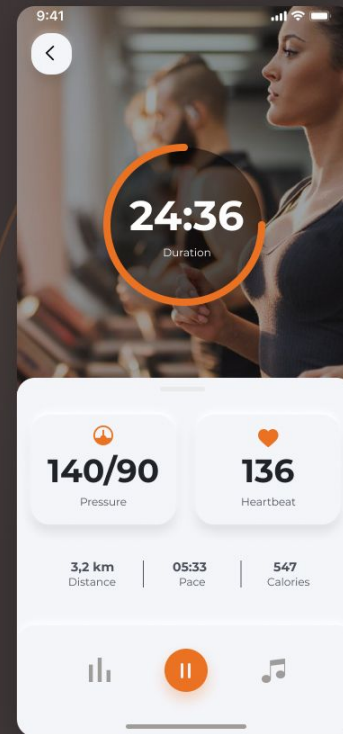 9:41
24:36
Duration
140/90
136
Pressure
Heartbeat
3,2 km
05:33
547
Distance
Pace
Calories